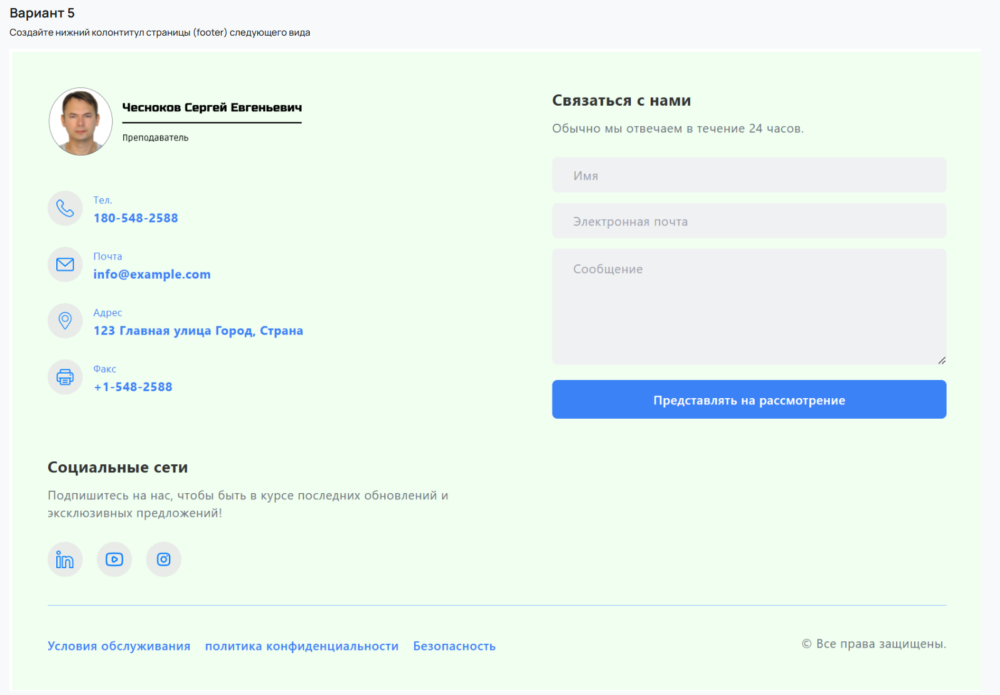 Вариант 5
Создайте нижний колонтитул страницы (footer) следующего вида
Чесноков Сергей Евгеньевич
Преподаватель
Тел.
180-548-2588
Почта
info@example.com
Адрес
123 Главная улица Город, Страна
Факс
+1-548-2588
Связаться с нами
Обычно мы отвечаем в течение 24 часов.
Имя
Электронная почта
Сообщение
Представлять на рассмотрение
Социальные сети
Подпишитесь на нас, чтобы быть в курсе последних обновлений и
эксклюзивных предложений!
in
Условия обслуживания политика конфиденциальности Безопасность
© Все права защищены.